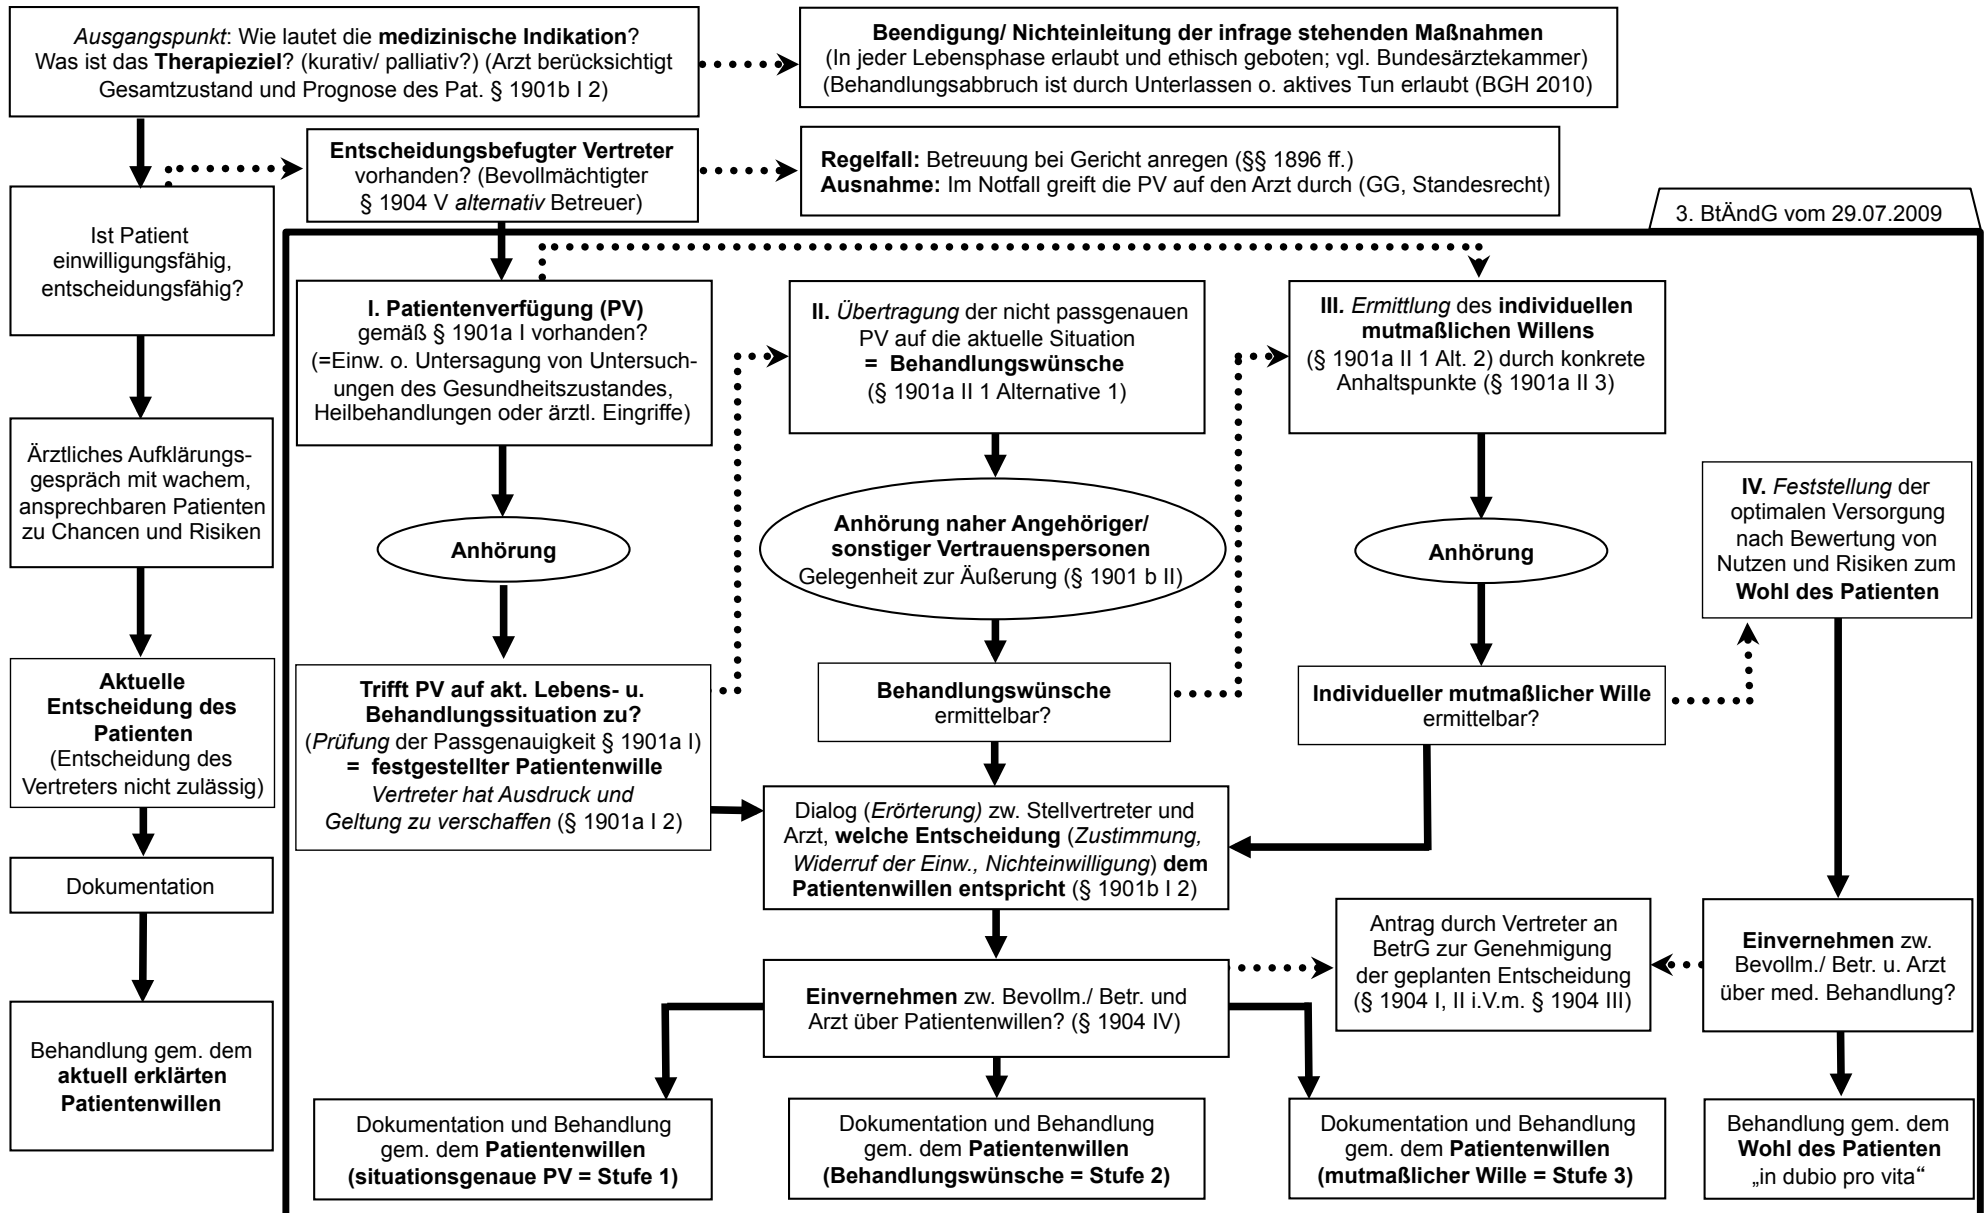 Ausgangspunkt: Wie lautet die medizinische Indikation?
Was ist das Therapieziel? (kurativ/ palliativ?) (Arzt berücksichtigt
Gesamtzustand und Prognose des Pat. § 1901b I 2)
Beendigung/ Nichteinleitung der infrage stehenden Maßnahmen
(In jeder Lebensphase erlaubt und ethisch geboten; vgl. Bundesärztekammer)
(Behandlungsabbruch ist durch Unterlassen o. aktives Tun erlaubt (BGH 2010)
Entscheidungsbefugter Vertreter
vorhanden? (Bevollmächtigter
§ 1904 V alternativ Betreuer)
Regelfall: Betreuung bei Gericht anregen (§§ 1896 ff.)
Ausnahme: Im Notfall greift die PV auf den Arzt durch (GG, Standesrecht)
3. BtÄndG vom 29.07.2009
Ist Patient
einwilligungsfähig,
entscheidungsfähig?
Ärztliches Aufklärungs-
gespräch mit wachem,
ansprechbaren Patienten
zu Chancen und Risiken
Aktuelle
Entscheidung des
Patienten
(Entscheidung des
Vertreters nicht zulässig)
Dokumentation
Behandlung gem. dem
aktuell erklärten
Patientenwillen
I. Patientenverfügung (PV)
gemäß § 1901a I vorhanden?
(=Einw. o. Untersagung von Untersuch-
ungen des Gesundheitszustandes,
Heilbehandlungen oder ärztl. Eingriffe)
Anhörung
Trifft PV auf akt. Lebens- u.
Behandlungssituation zu?
(Prüfung der Passgenauigkeit § 1901a I)
= festgestellter Patientenwille
Vertreter hat Ausdruck und
Geltung zu verschaffen (§ 1901a I 2)
II. Übertragung der nicht passgenauen
PV auf die aktuelle Situation
= Behandlungswünsche
(§ 1901a II 1 Alternative 1)
Anhörung naher Angehöriger/
sonstiger Vertrauenspersonen
Gelegenheit zur Äußerung (§ 1901 b II)
Behandlungswünsche
ermittelbar?
III. Ermittlung des individuellen
mutmaßlichen Willens
(§ 1901a II 1 Alt. 2) durch konkrete
Anhaltspunkte (§ 1901a II 3)
Anhörung
Individueller mutmaßlicher Wille
ermittelbar?
IV. Feststellung der
optimalen Versorgung
nach Bewertung von
Nutzen und Risiken zum
Wohl des Patienten
Dialog (Erörterung) zw. Stellvertreter und
Arzt, welche Entscheidung (Zustimmung,
Widerruf der Einw., Nichteinwilligung) dem
Patientenwillen entspricht (§ 1901b I 2)
Einvernehmen zw. Bevollm./ Betr. und
Arzt über Patientenwillen? (§ 1904 IV)
Antrag durch Vertreter an
BetrG zur Genehmigung
der geplanten Entscheidung
(§ 1904 I, II i.V.m. § 1904 III)
Einvernehmen zw.
Bevollm./ Betr. u. Arzt
über med. Behandlung?
Dokumentation und Behandlung
gem. dem Patientenwillen
(situationsgenaue PV = Stufe 1)
Dokumentation und Behandlung
gem. dem Patientenwillen
(Behandlungswünsche = Stufe 2)
Dokumentation und Behandlung
gem. dem Patientenwillen
(mutmaßlicher Wille = Stufe 3)
Behandlung gem. dem
Wohl des Patienten
„in dubio pro vita“